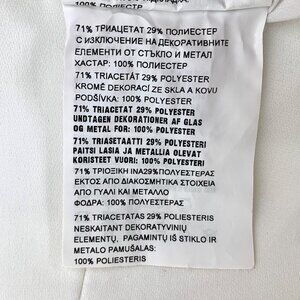 100% ПОЛИЕСТР
71% ТРИАЦЕТАТ 29% ПОЛИЕСТЕР
С ИЗКЛЮЧЕНИЕ НА ДЕКОРАТИВНИТЕ
ЕЛЕМЕНТИ ОТ СТЪКЛО И МЕТАЛ
ХАСТАР: 100% ПОЛИЕСТЕР
71% TRIACETÁT 29% POLYESTER
KROMĚ DEKORACÍ ZE SKLA A KOVU
PODŠÍVKA: 100% POLYESTER
71% TRIACETAT 29% POLYESTER
UNDTAGEN DEKORATIONER AF GLAS
OG METAL FOR: 100% POLYESTER
71% TRIASETAATTI 29% POLYESTERI
PAITSI LASIA JA METALLIA OLEVAT
KORISTEET VUORI: 100% POLYESTERI
71% ΤΡΙΟΞΙΚΗ ΙΝΑ29% ΠΟΛΥΕΣΤΕΡΑΣ
ΕΚΤΟΣ ΑΠΟ ΔΙΑΚΟΣΜΗΤΙΚΑ ΣΤΟΙΧΕΙΑ
ΑΠΟ ΓΥΑΛΙ ΚΑΙ ΜΕΤΑΛΛΟ
ΦΟΔΡΑ: 100% ΠΟΛΥΕΣΤΕΡΑΣ
71% TRIACETATAS 29% POLIESTERIS
NESKAITANT DEKORATYVINIŲ
ELEMENTŲ, PAGAMINTŲ IŠ STIKLO IR
METALO PAMUŠALAS:
100% POLIESTERIS